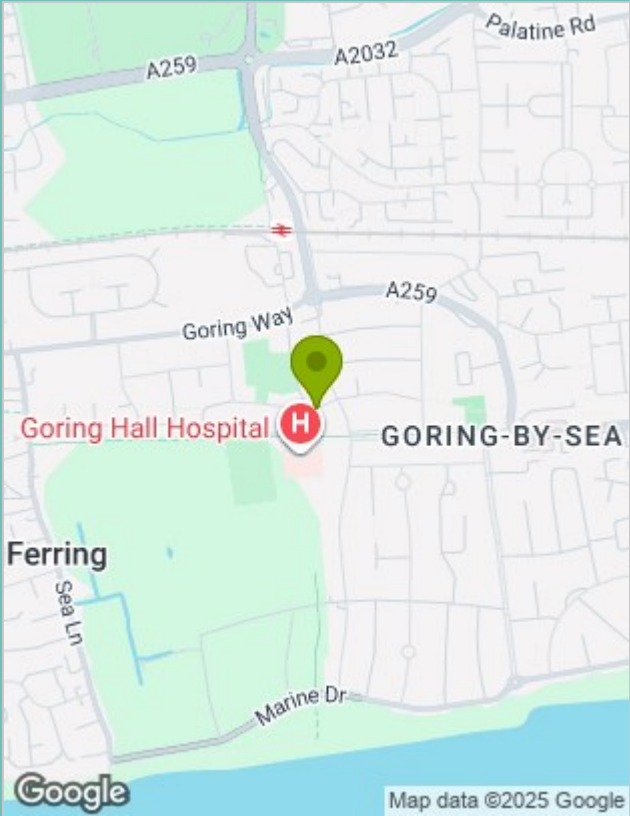 Palatine Rd
A2032
A259
A259
Goring Way
Goring Hall Hospital
H
GORING-BY-SEA
Ferring
Sea Ln
Marine Dr
Google
Map data ©2025 Google